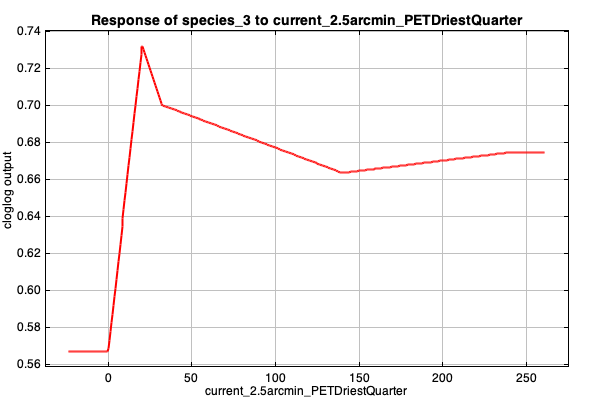 Response of species_3 to current_2.5arcmin_PETDriestQuarter
0.74
0.72
0.70
0.68
0.66
0.64
0.62
0.60
0.58
0.56
cloglog output
0 50 100 150 200 250
current_2.5arcmin_PETDriestQuarter